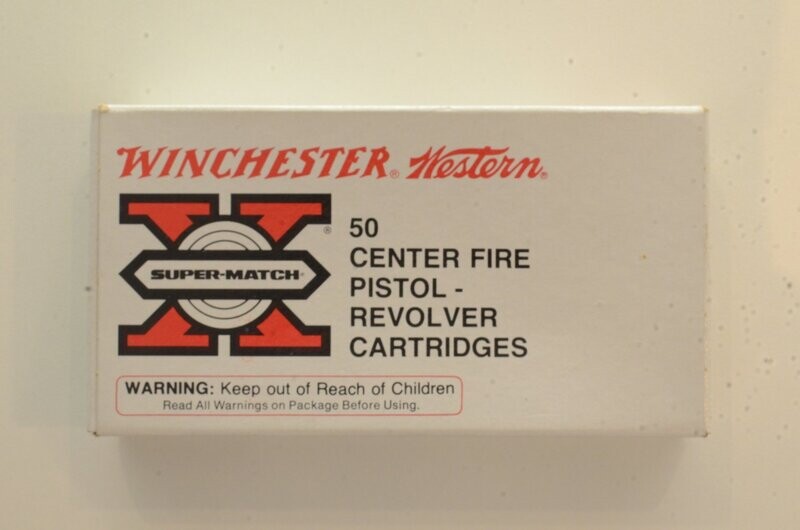 WINCHESTER® Western®
SUPER-MATCH®
50
CENTER FIRE
PISTOL -
REVOLVER
CARTRIDGES
WARNING: Keep out of Reach of Children
Read All Warnings on Package Before Using.